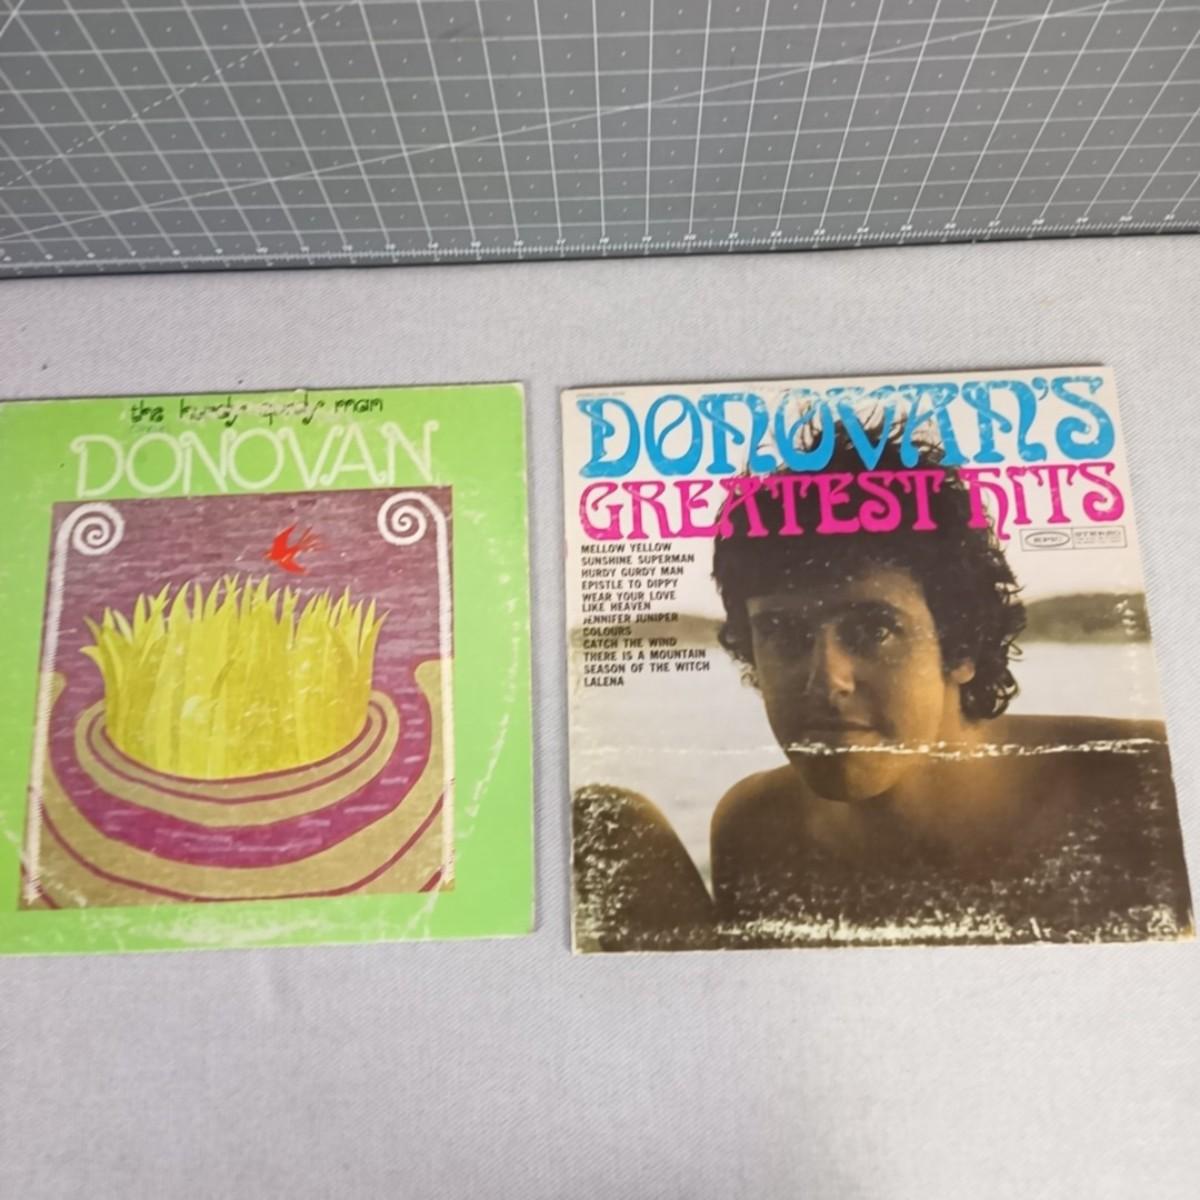 the hurdy gurdy man
DONOVAN
DONOVAN'S
GREATEST HITS
EPIC
STEREO
MELLOW YELLOW
SUNSHINE SUPERMAN
HURDY GURDY MAN
EPISTLE TO DIPPY
WEAR YOUR LOVE
LIKE HEAVEN
JENNIFER JUNIPER
COLOURS
CATCH THE WIND
THERE IS A MOUNTAIN
SEASON OF THE WITCH
LALENA